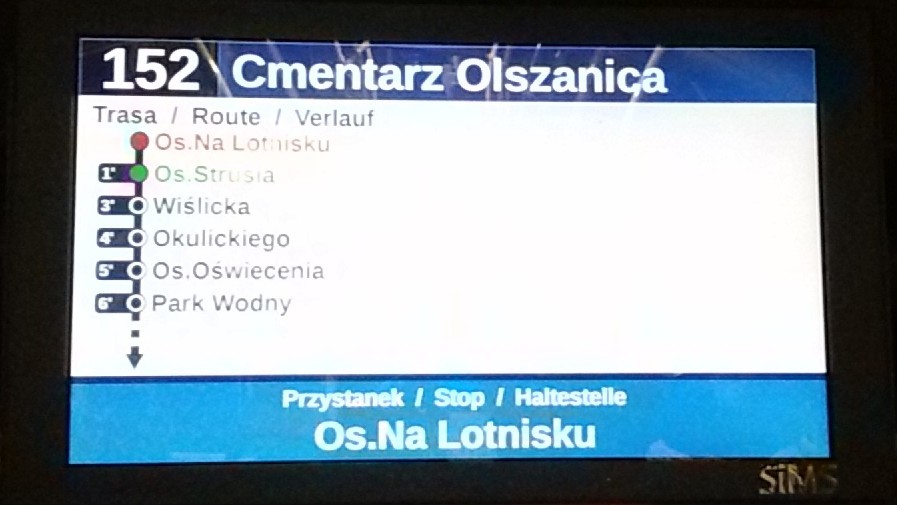 152 Cmentarz Olszanica
Trasa / Route / Verlauf
Os.Na Lotnisku
1' Os.Strusia
3' Wiślicka
4' Okulickiego
5' Os.Oświecenia
6' Park Wodny
Przystanek / Stop / Haltestelle
Os.Na Lotnisku
SiMS